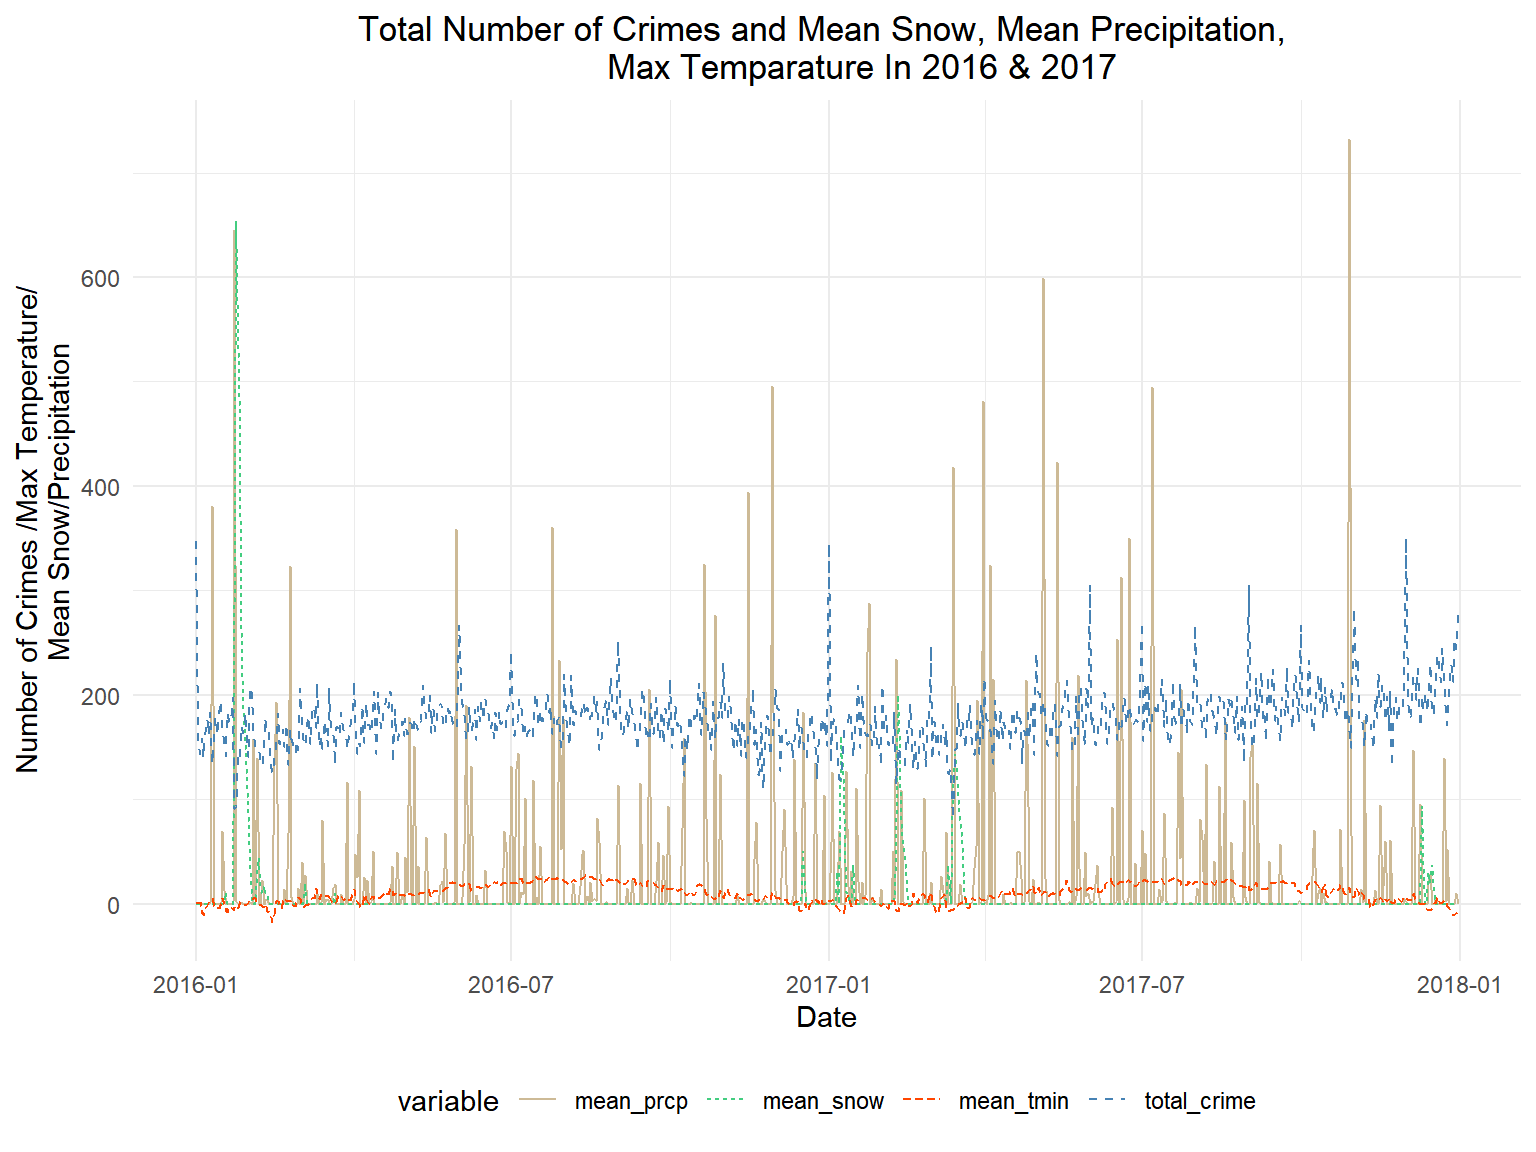 Total Number of Crimes and Mean Snow, Mean Precipitation,
Max Temparature In 2016 & 2017
Number of Crimes /Max Temperature/
Mean Snow/Precipitation
600
400
200
0
2016-01
2016-07
2017-01
2017-07
2018-01
Date
variable
mean_prcp
mean_snow
mean_tmin
total_crime